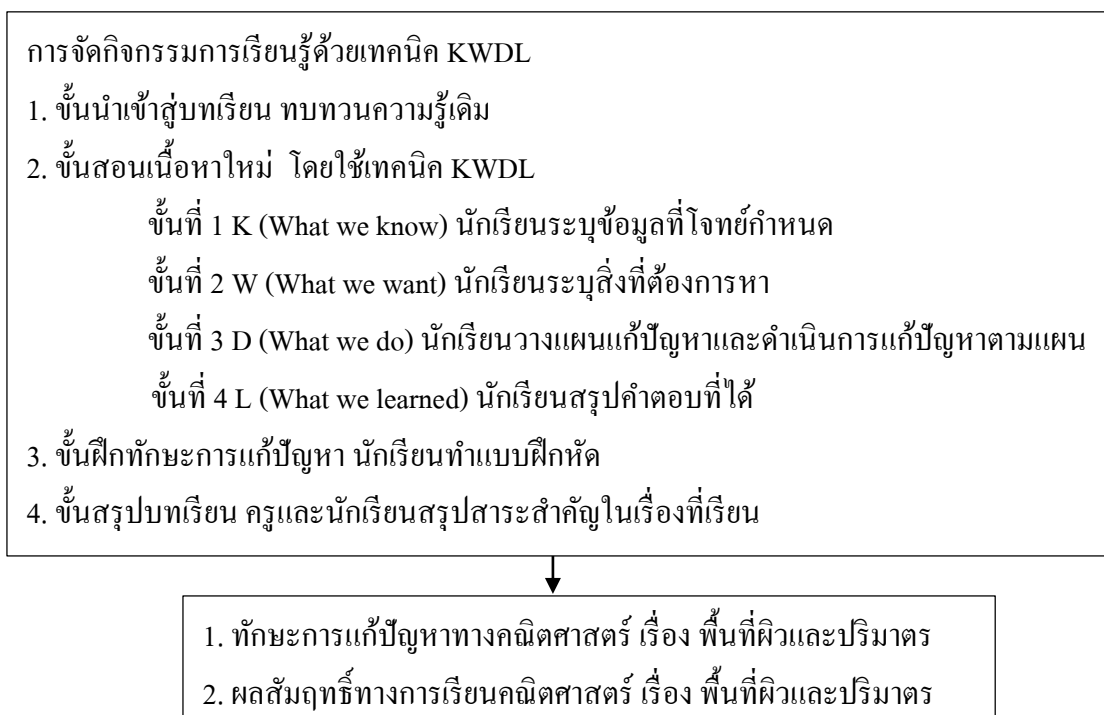 การจัดกิจกรรมการเรียนรู้ด้วยเทคนิค KWDL
1. ขั้นนำเข้าสู่บทเรียน ทบทวนความรู้เดิม
2. ขั้นสอนเนื้อหาใหม่ โดยใช้เทคนิค KWDL
ขั้นที่ 1 K (What we know) นักเรียนระบุข้อมูลที่โจทย์กำหนด
ขั้นที่ 2 W (What we want) นักเรียนระบุสิ่งที่ต้องการหา
ขั้นที่ 3 D (What we do) นักเรียนวางแผนแก้ปัญหาและดำเนินการแก้ปัญหาตามแผน
ขั้นที่ 4 L (What we learned) นักเรียนสรุปคำตอบที่ได้
3. ขั้นฝึกทักษะการแก้ปัญหา นักเรียนทำแบบฝึกหัด
4. ขั้นสรุปบทเรียน ครูและนักเรียนสรุปสาระสำคัญในเรื่องที่เรียน
1. ทักษะการแก้ปัญหาทางคณิตศาสตร์ เรื่อง พื้นที่ผิวและปริมาตร
2. ผลสัมฤทธิ์ทางการเรียนคณิตศาสตร์ เรื่อง พื้นที่ผิวและปริมาตร